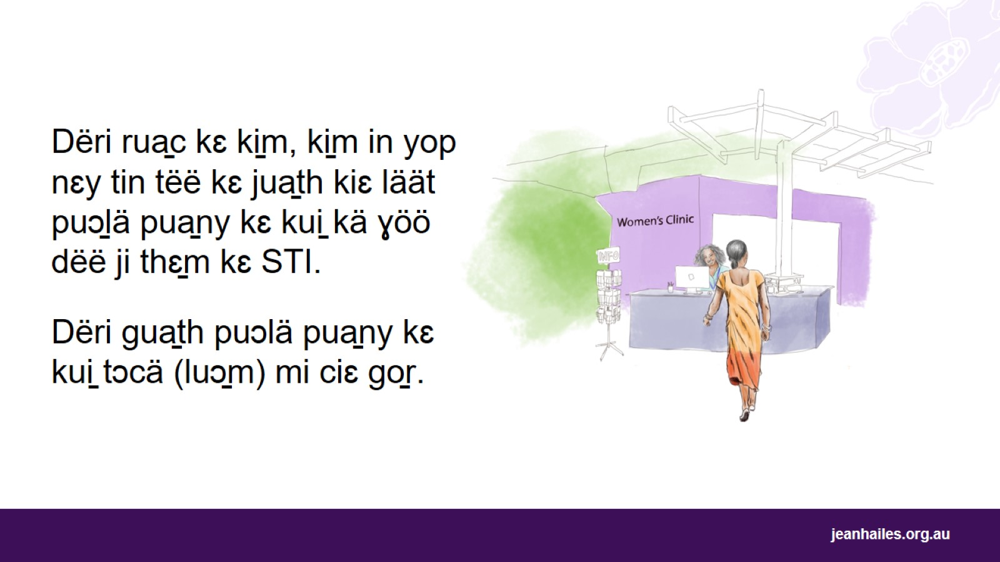 Dëri rua̱c kɛ ki̱m, ki̱m in yop
nɛy tin tëë kɛ jua̱th kiɛ läät
puɔ̱lä pua̱ny kɛ kui̱ kä ɣöö
dëë ji thɛ̱m kɛ STI.
Dëri gua̱th puɔlä pua̱ny kɛ
kui̱ tɔcä (luɔ̱m) mi ciɛ go̱r.
Women's Clinic
INFO
jeanhailes.org.au